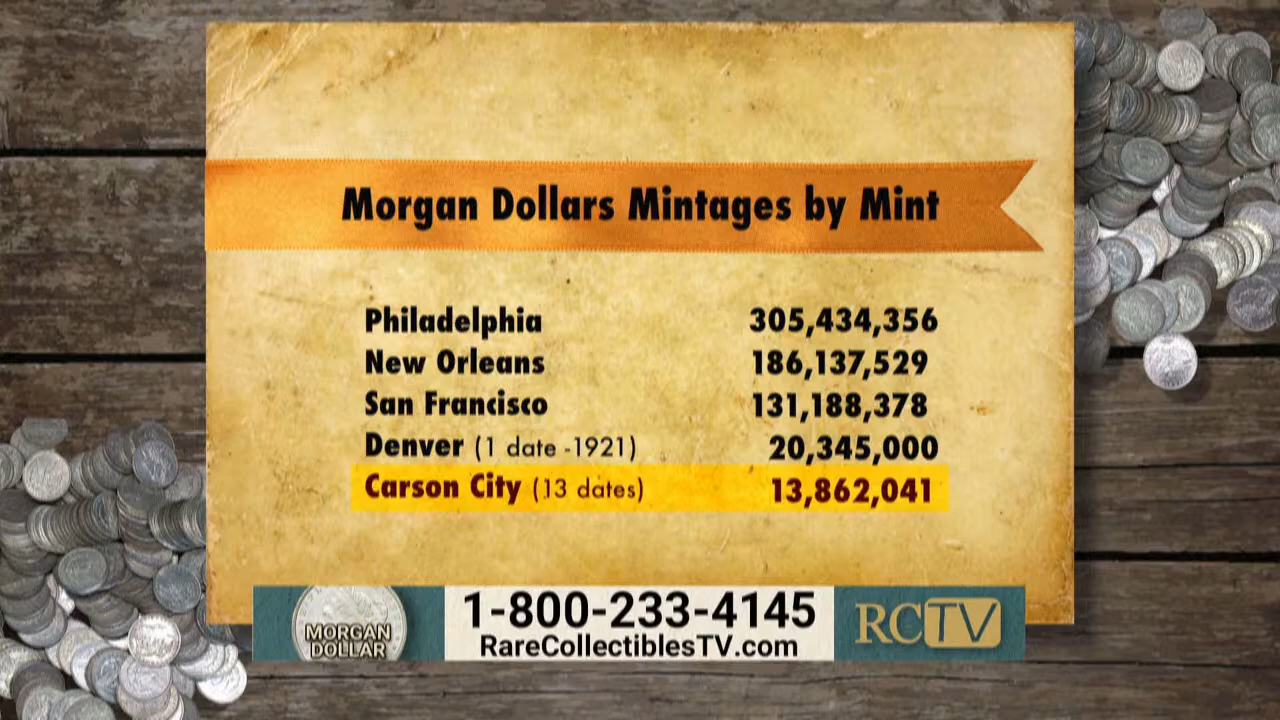 Morgan Dollars Mintages by Mint
Philadelphia 305,434,356
New Orleans 186,137,529
San Francisco 131,188,378
Denver (1 date -1921) 20,345,000
Carson City (13 dates) 13,862,041
MORGAN
DOLLAR
1-800-233-4145
RareCollectiblesTV.com
RCTV